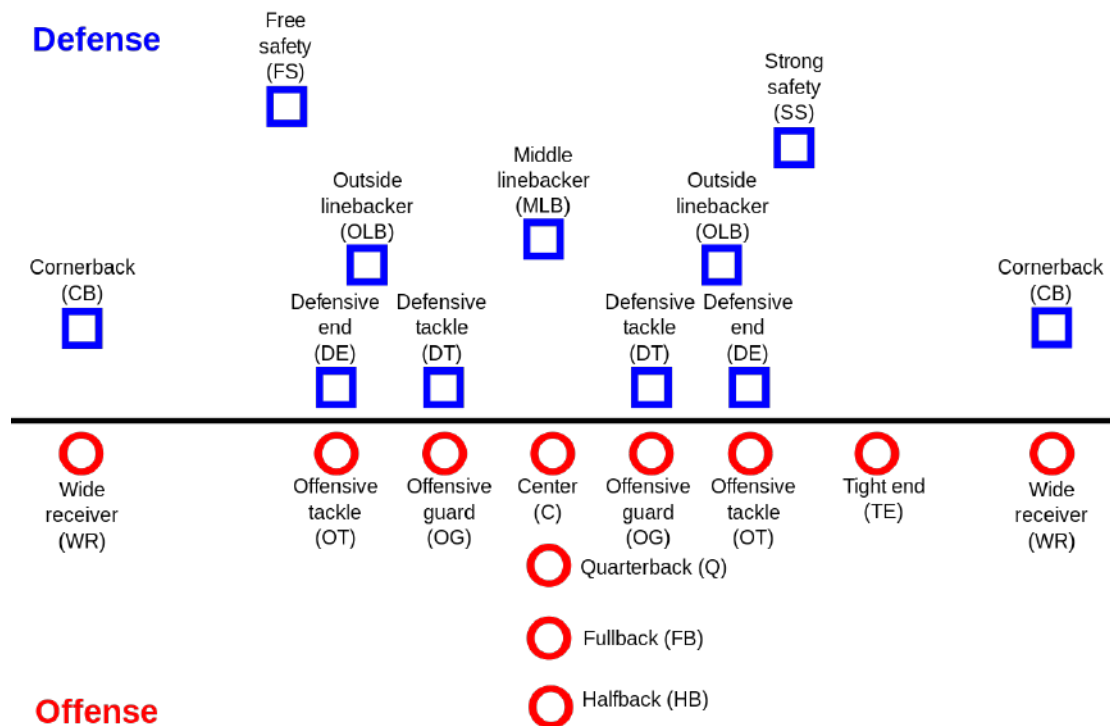 Defense
Free
safety
(FS)
Strong
safety
(SS)
Middle
linebacker
(MLB)
Outside
linebacker
(OLB)
Outside
linebacker
(OLB)
Cornerback
(CB)
Cornerback
(CB)
Defensive
end
(DE)
Defensive
tackle
(DT)
Defensive
tackle
(DT)
Defensive
end
(DE)
Wide
receiver
(WR)
Offensive
tackle
(OT)
Offensive
guard
(OG)
Center
(C)
Offensive
guard
(OG)
Offensive
tackle
(OT)
Tight end
(TE)
Wide
receiver
(WR)
Quarterback (Q)
Fullback (FB)
Halfback (HB)
Offense